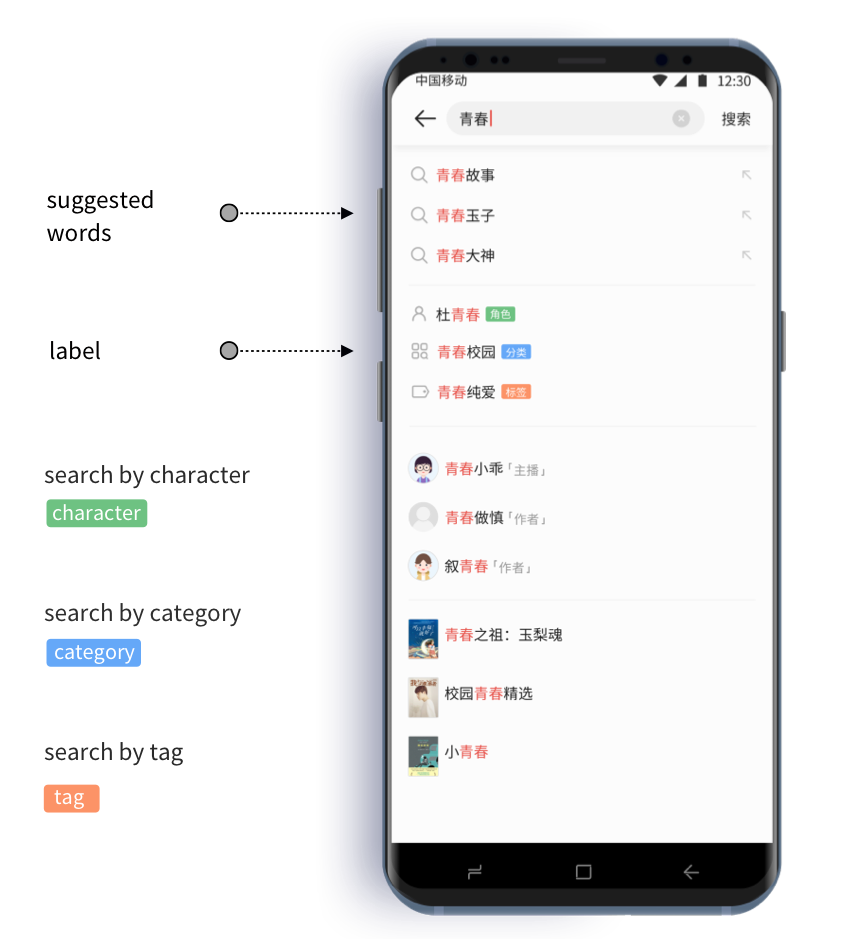 suggested
words
label
search by character
character
search by category
category
search by tag
tag
中国移动 12:30
青春 搜索
青春故事
青春玉子
青春大神
杜青春 角色
青春校园 分类
青春纯爱 标签
青春小乖「主播」
青春做慎「作者」
叙青春「作者」
青春之祖：玉梨魂
校园青春精选
小青春